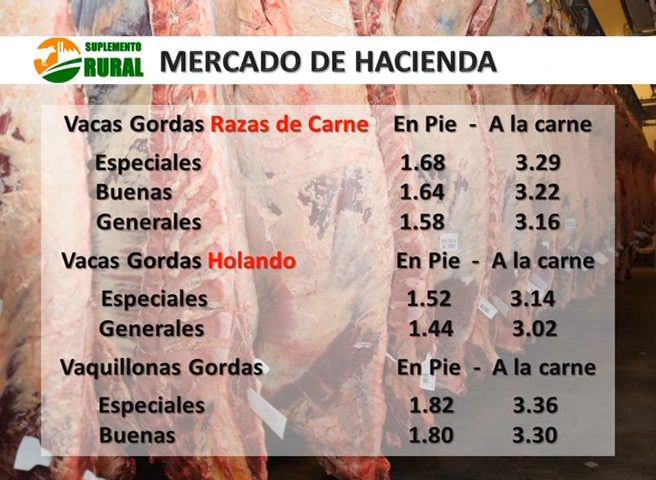 SUPLEMENTO
RURAL
MERCADO DE HACIENDA
Vacas Gordas Razas de Carne En Pie - A la carne
Especiales 1.68 3.29
Buenas 1.64 3.22
Generales 1.58 3.16
Vacas Gordas Holando En Pie - A la carne
Especiales 1.52 3.14
Generales 1.44 3.02
Vaquillonas Gordas En Pie - A la carne
Especiales 1.82 3.36
Buenas 1.80 3.30